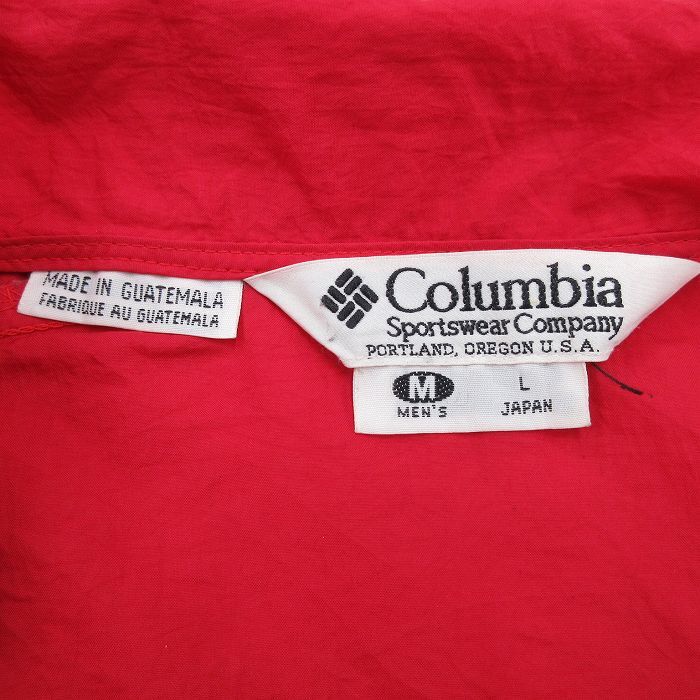 MADE IN GUATEMALA
FABRIQUE AU GUATEMALA
Columbia
Sportswear Company
PORTLAND, OREGON U.S.A.
M L
MEN'S JAPAN